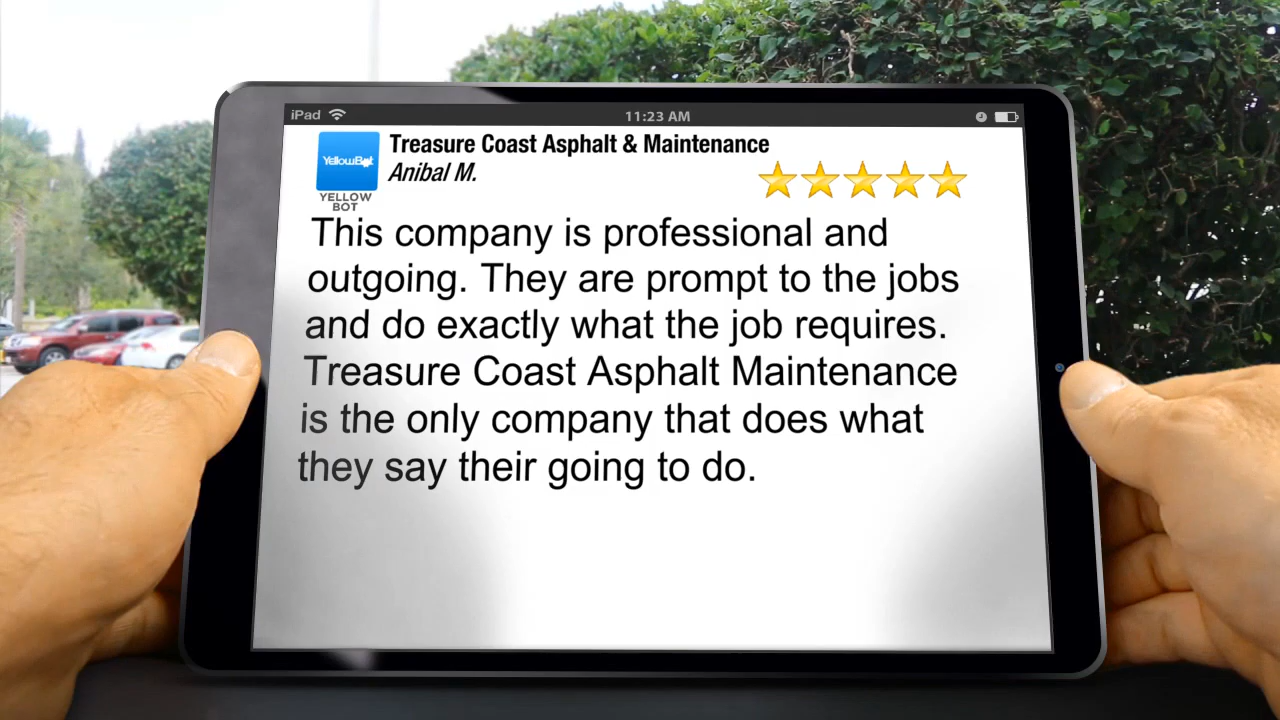 iPad 11:23 AM
Treasure Coast Asphalt & Maintenance
Anibal M.
YellowBot
YELLOW
BOT
This company is professional and
outgoing. They are prompt to the jobs
and do exactly what the job requires.
Treasure Coast Asphalt Maintenance
is the only company that does what
they say their going to do.